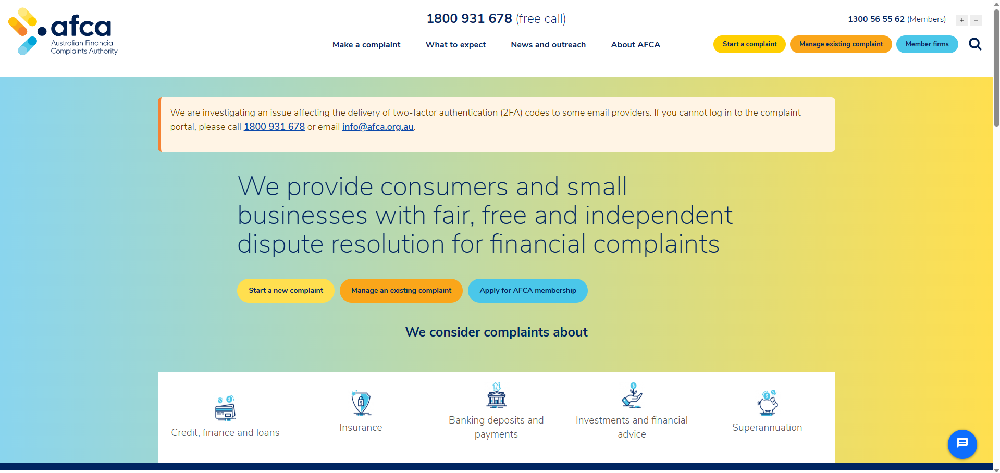 afca
Australian Financial
Complaints Authority
1800 931 678 (free call)
1300 56 55 62 (Members)
+ −
Make a complaint
What to expect
News and outreach
About AFCA
Start a complaint
Manage existing complaint
Member firms
We are investigating an issue affecting the delivery of two-factor authentication (2FA) codes to some email providers. If you cannot log in to the complaint
portal, please call 1800 931 678 or email info@afca.org.au.
We provide consumers and small
businesses with fair, free and independent
dispute resolution for financial complaints
Start a new complaint
Manage an existing complaint
Apply for AFCA membership
We consider complaints about
Credit, finance and loans
Insurance
Banking deposits and
payments
Investments and financial
advice
Superannuation